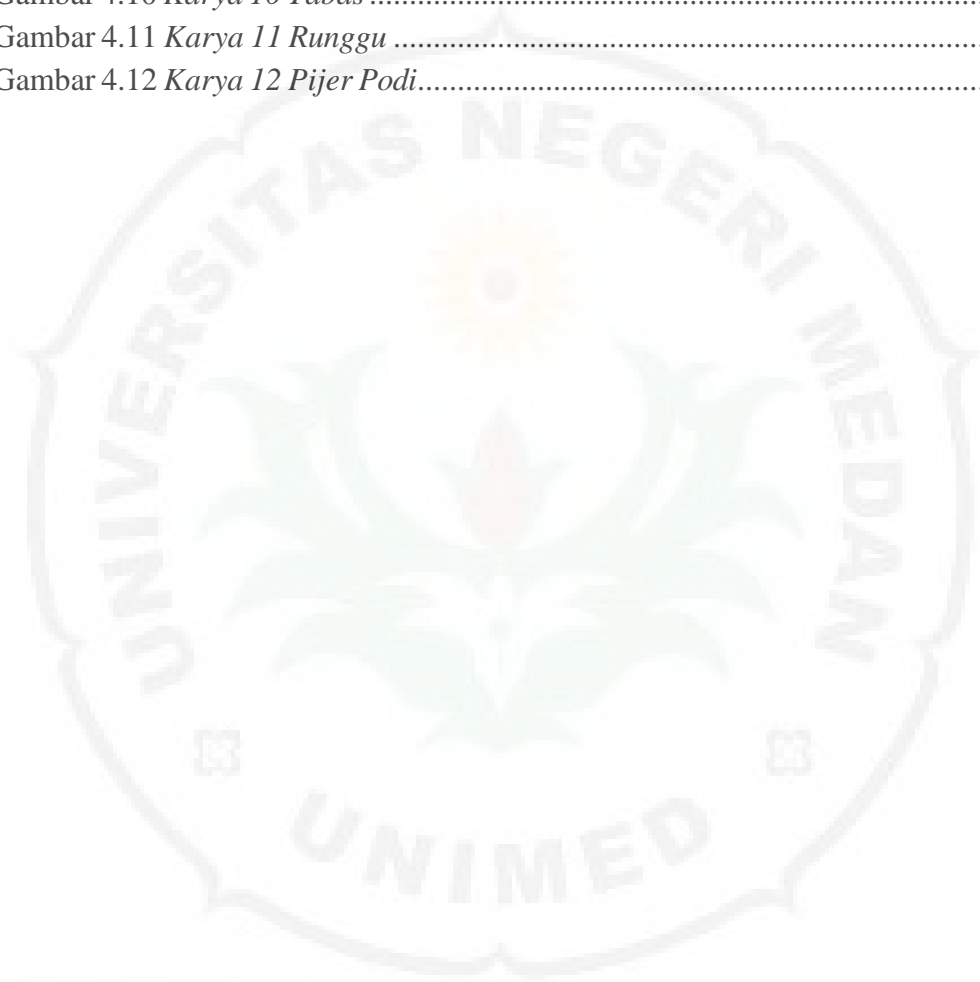 Gambar 4.10 Karya 10 ........................................................................................
Gambar 4.11 Karya 11 Runggu .....................................................................................
Gambar 4.12 Karya 12 Pijer Podi..................................................................................
UNIVERSITAS NEGERI MEDAN
UNIMED